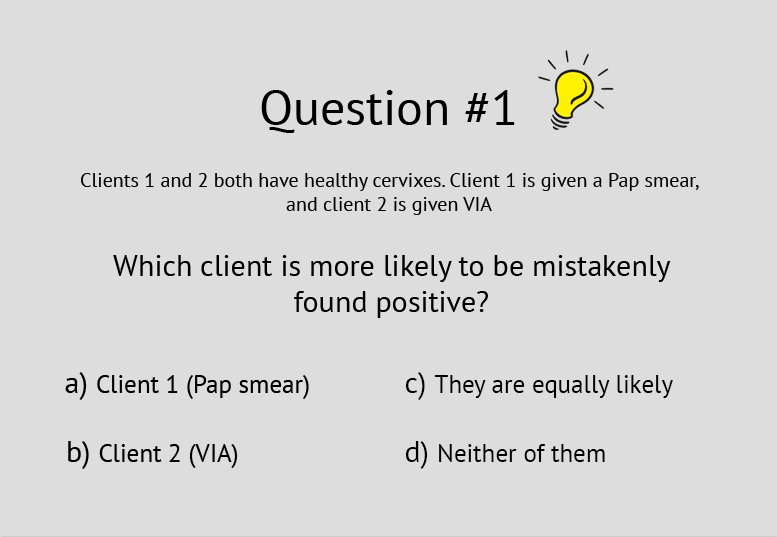 Question #1
Clients 1 and 2 both have healthy cervixes. Client 1 is given a Pap smear,
and client 2 is given VIA
Which client is more likely to be mistakenly
found positive?
a) Client 1 (Pap smear)
c) They are equally likely
b) Client 2 (VIA)
d) Neither of them